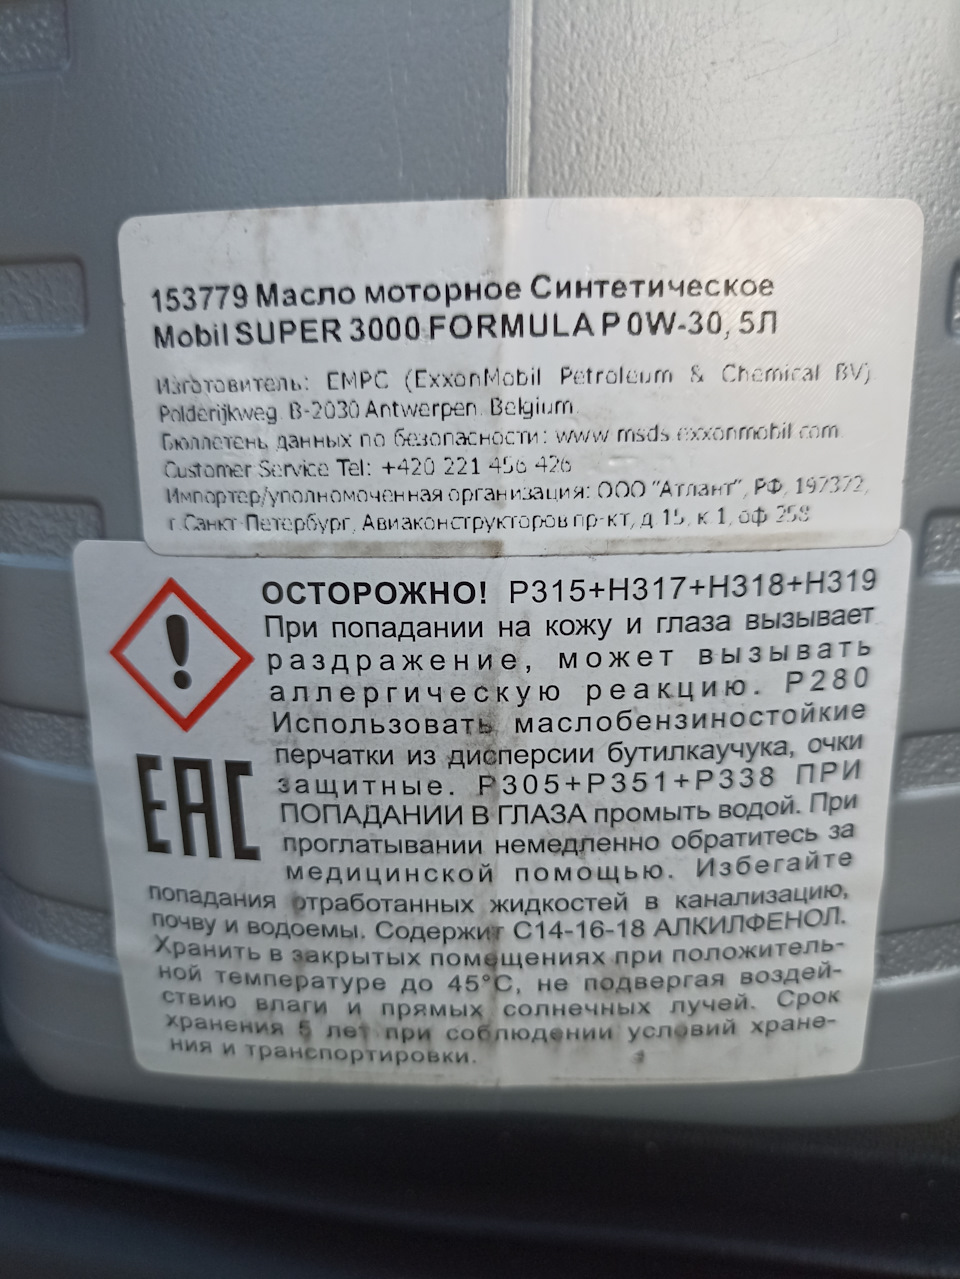 153779 Масло моторное Синтетическое
Mobil SUPER 3000 FORMULA P 0W-30, 5Л
Изготовитель: EMPC (ExxonMobil Petroleum & Chemical BV)
Polderijkweg. B-2030 Antwerpen. Belgium.
Бюллетень данных по безопасности: www msds exxonmobil com
Customer Service Tel: +420 221 456 426
Импортер/уполномоченная организация: ООО "Атлант", РФ, 197372,
г. Санкт-Петербург, Авиаконструкторов пр-кт, д 15, к 1, оф 258
ОСТОРОЖНО! P315+H317+H318+H319
При попадании на кожу и глаза вызывает
раздражение, может вызывать
аллергическую реакцию. P280
Использовать маслобензиностойкие
перчатки из дисперсии бутилкаучука, очки
защитные. P305+P351+P338 ПРИ
ПОПАДАНИИ В ГЛАЗА промыть водой. При
проглатывании немедленно обратитесь за
медицинской помощью. Избегайте
EAC
попадания отработанных жидкостей в канализацию,
почву и водоемы. Содержит С14-16-18 АЛКИЛФЕНОЛ.
Хранить в закрытых помещениях при положитель-
ной температуре до 45°С, не подвергая воздей-
ствию влаги и прямых солнечных лучей. Срок
хранения 5 лет при соблюдении условий хране-
ния и транспортировки.